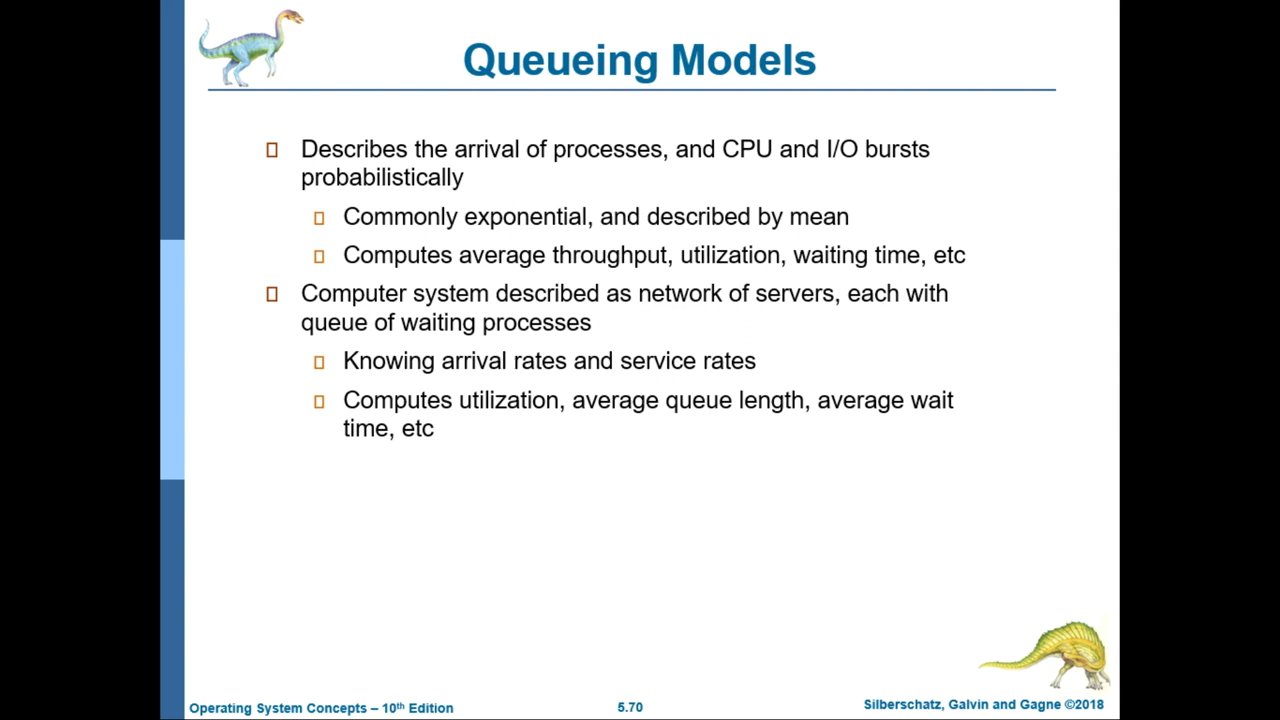 Queueing Models
Describes the arrival of processes, and CPU and I/O bursts
probabilistically
Commonly exponential, and described by mean
Computes average throughput, utilization, waiting time, etc
Computer system described as network of servers, each with
queue of waiting processes
Knowing arrival rates and service rates
Computes utilization, average queue length, average wait
time, etc
Operating System Concepts – 10th Edition
5.70
Silberschatz, Galvin and Gagne ©2018